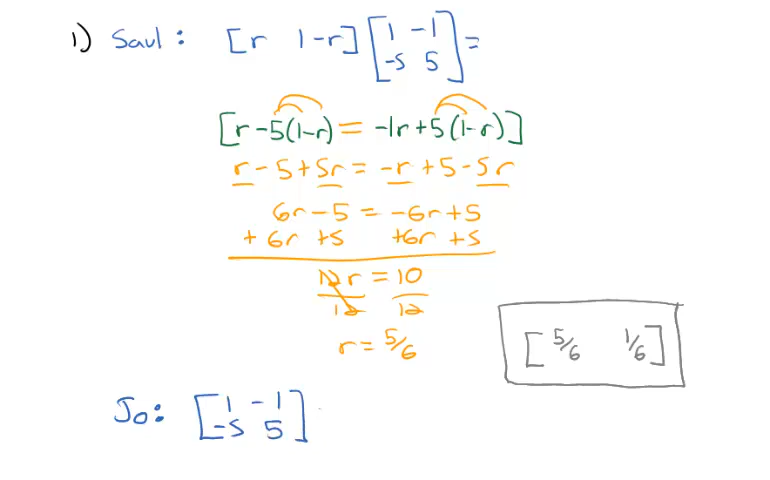 1) Saul: [r 1-r] [1 -1
-5 5] =
[r-5(1-r) = -1r+5(1-r)]
r-5+5r = -r+5-5r
6r-5 = -6r+5
+6r +5 +6r +5
12r = 10
12 12
r = 5/6
[5/6 1/6]
Jo: [1 -1
-5 5]